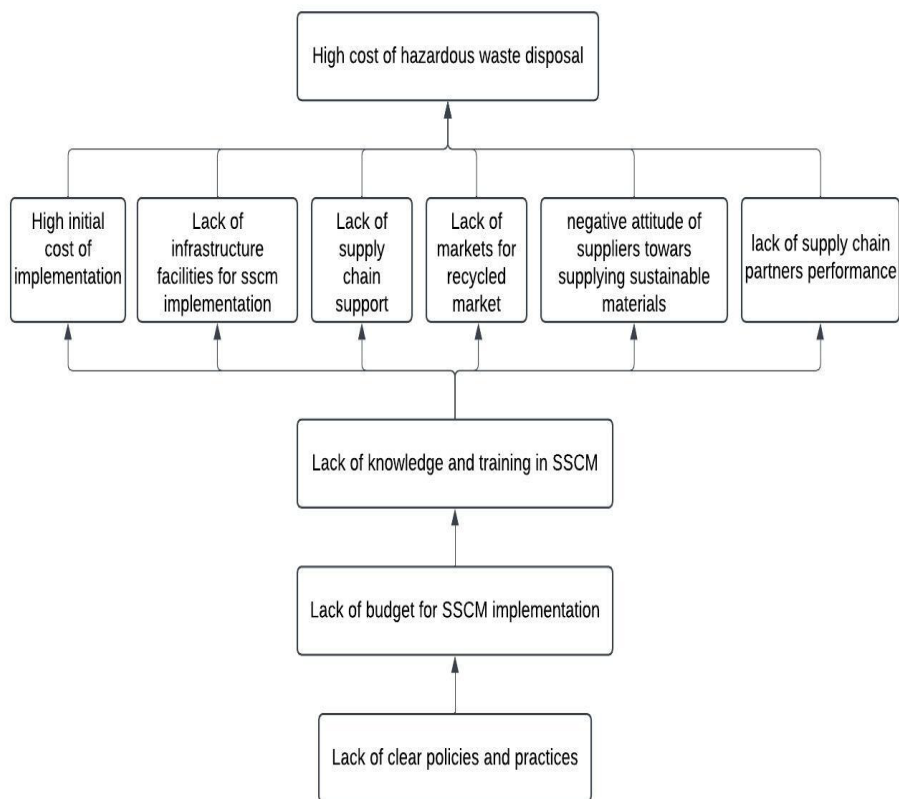 High cost of hazardous waste disposal
High initial
cost of
implementation
Lack of
infrastructure
facilities for sscm
implementation
Lack of
supply
chain
support
Lack of
markets for
recycled
market
negative attitude of
suppliers towars
supplying sustainable
materials
lack of supply chain
partners performance
Lack of knowledge and training in SSCM
Lack of budget for SSCM implementation
Lack of clear policies and practices